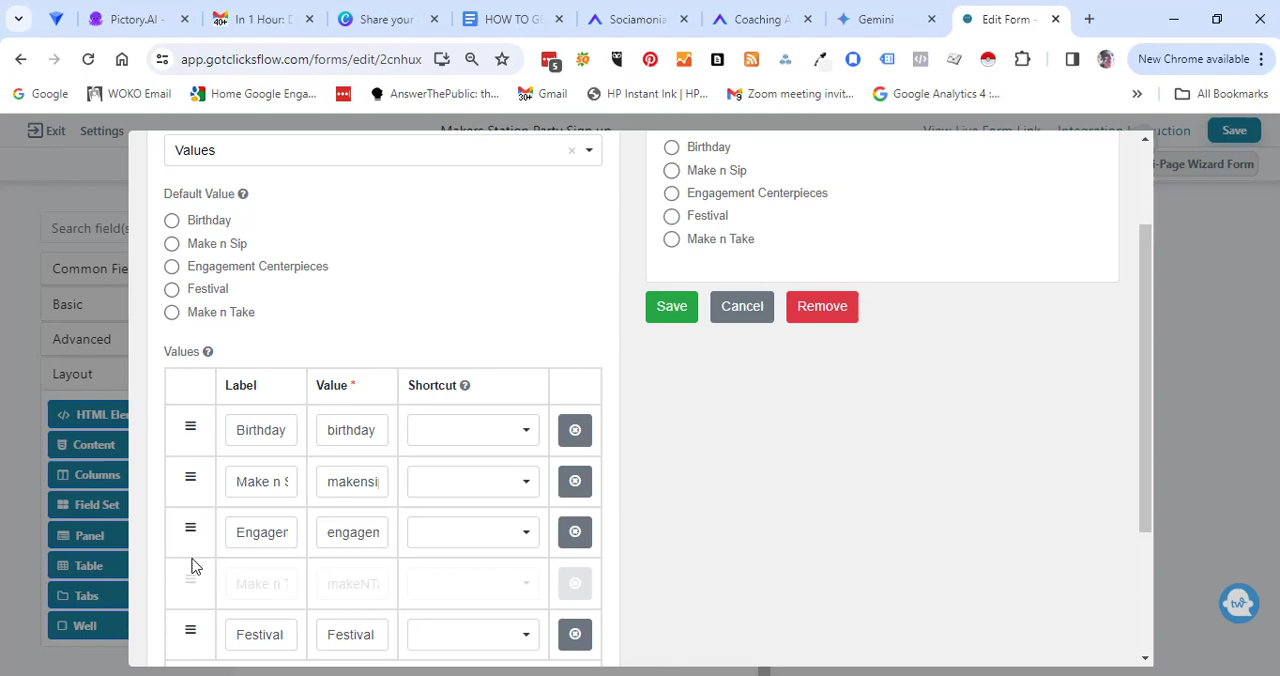 Pictory.AI -
In 1 Hour: D
Share your
HOW TO G
Sociamonia
Coaching A
Gemini
Edit Form -
app.gotclicksflow.com/forms/edit/2cnhux
5
New Chrome available
Google
WOKO Email
Home Google Enga...
AnswerThePublic: th...
30+ Gmail
HP Instant Ink | HP...
Zoom meeting invit...
Google Analytics 4 :...
All Bookmarks
Exit
Settings
Makers Station Party Sign up
View Live Form Link
Integration
uction
Save
Values
Birthday
i-Page Wizard Form
Default Value
Make n Sip
Birthday
Engagement Centerpieces
Search field(s
Make n Sip
Festival
Common Fie
Engagement Centerpieces
Make n Take
Basic
Festival
Save
Cancel
Remove
Advanced
Make n Take
Layout
Values
Label
Value *
Shortcut
HTML Ele
Birthday
birthday
Content
Columns
Make n S
makensi
Field Set
Panel
Engagen
engagem
Table
Make n T
makeNTa
Tabs
tw
Well
Festival
Festival